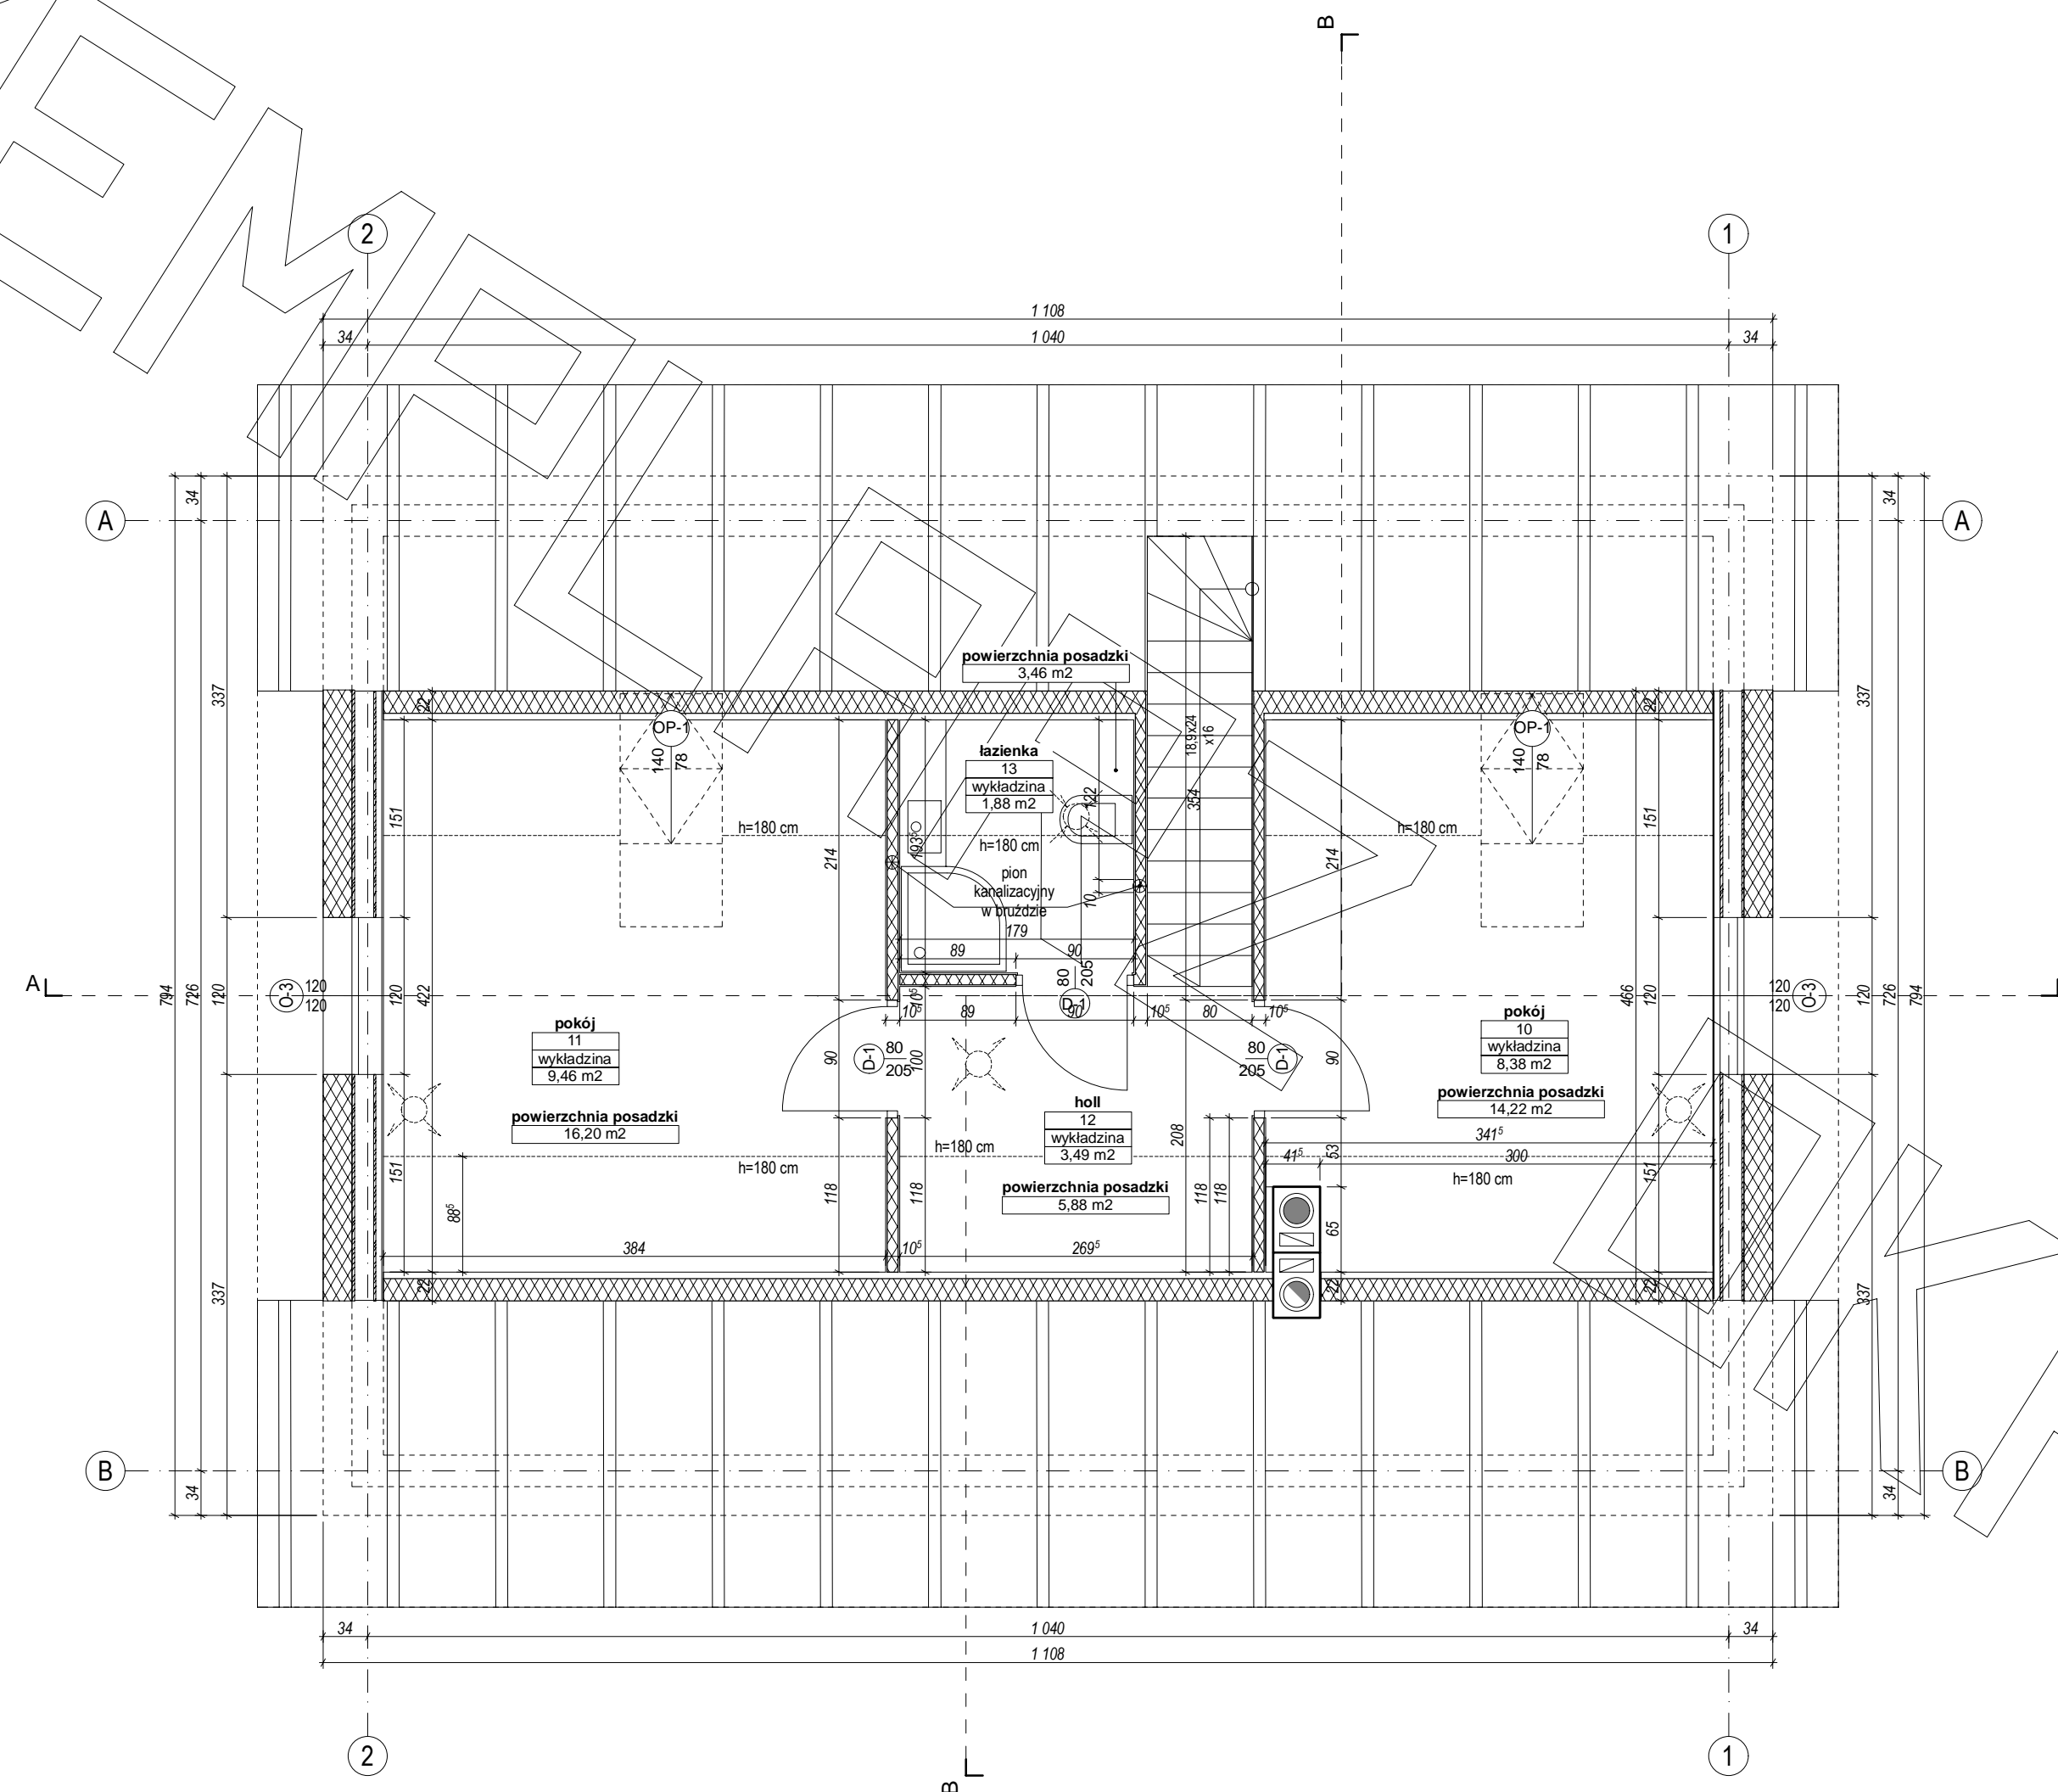 B
2
1
1 108
34
1 040
34
34
34
A
A
powierzchnia posadzki
3,46 m2
337
337
22
22
OP-1
140
78
OP-1
140
78
18,9x24
x16
łazienka
13
wykładzina
1,88 m2
122
354
151
151
h=180 cm
h=180 cm
h=180 cm
193⁵
214
214
pion
kanalizacyjny
w bruździe
10
179
89
90
80
205
D-1
A
794
726
120
O-3
120
120
120
422
466
120
120
120
O-3
120
726
794
10⁵
10⁵
89
90
10⁵
80
10⁵
pokój
11
wykładzina
9,46 m2
pokój
10
wykładzina
8,38 m2
90
D-1
80
205
100
80
205
D-1
90
powierzchnia posadzki
16,20 m2
powierzchnia posadzki
14,22 m2
holl
12
wykładzina
3,49 m2
208
341⁵
41⁵
53
300
h=180 cm
h=180 cm
h=180 cm
151
151
powierzchnia posadzki
5,88 m2
88⁵
118
118
118
118
65
384
10⁵
269⁵
22
22
22
337
337
B
B
34
34
34
1 040
34
1 108
2
1
B